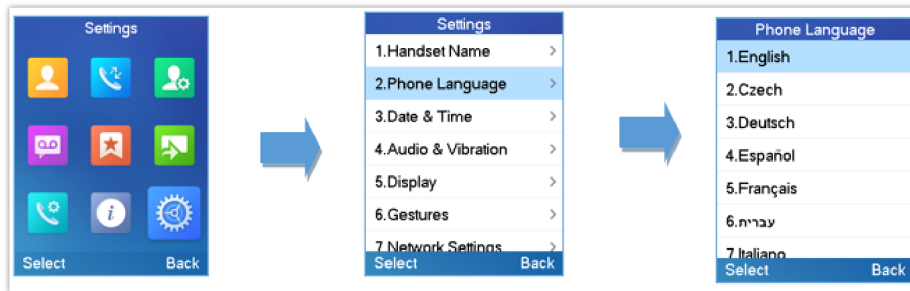 Settings
Select Back
Settings
1.Handset Name
2.Phone Language
3.Date & Time
4.Audio & Vibration
5.Display
6.Gestures
7.Network Settings
Select Back
Phone Language
1.English
2.Czech
3.Deutsch
4.Español
5.Français
6.עברית
7.Italiano
Select Back